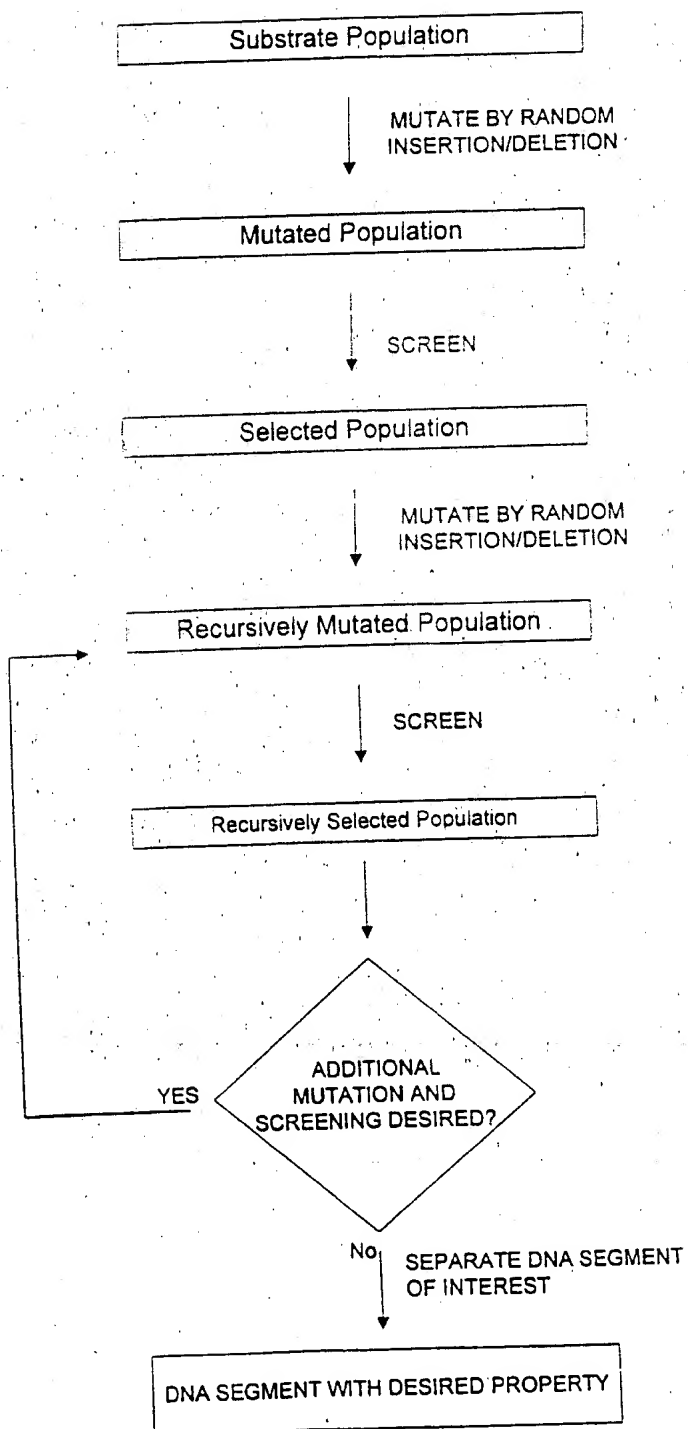 Substrate Population
MUTATE BY RANDOM
INSERTION/DELETION
Mutated Population
SCREEN
Selected Population
MUTATE BY RANDOM
INSERTION/DELETION
Recursively Mutated Population
SCREEN
Recursively Selected Population
ADDITIONAL
MUTATION AND
SCREENING DESIRED?
YES
No
SEPARATE DNA SEGMENT
OF INTEREST
DNA SEGMENT WITH DESIRED PROPERTY